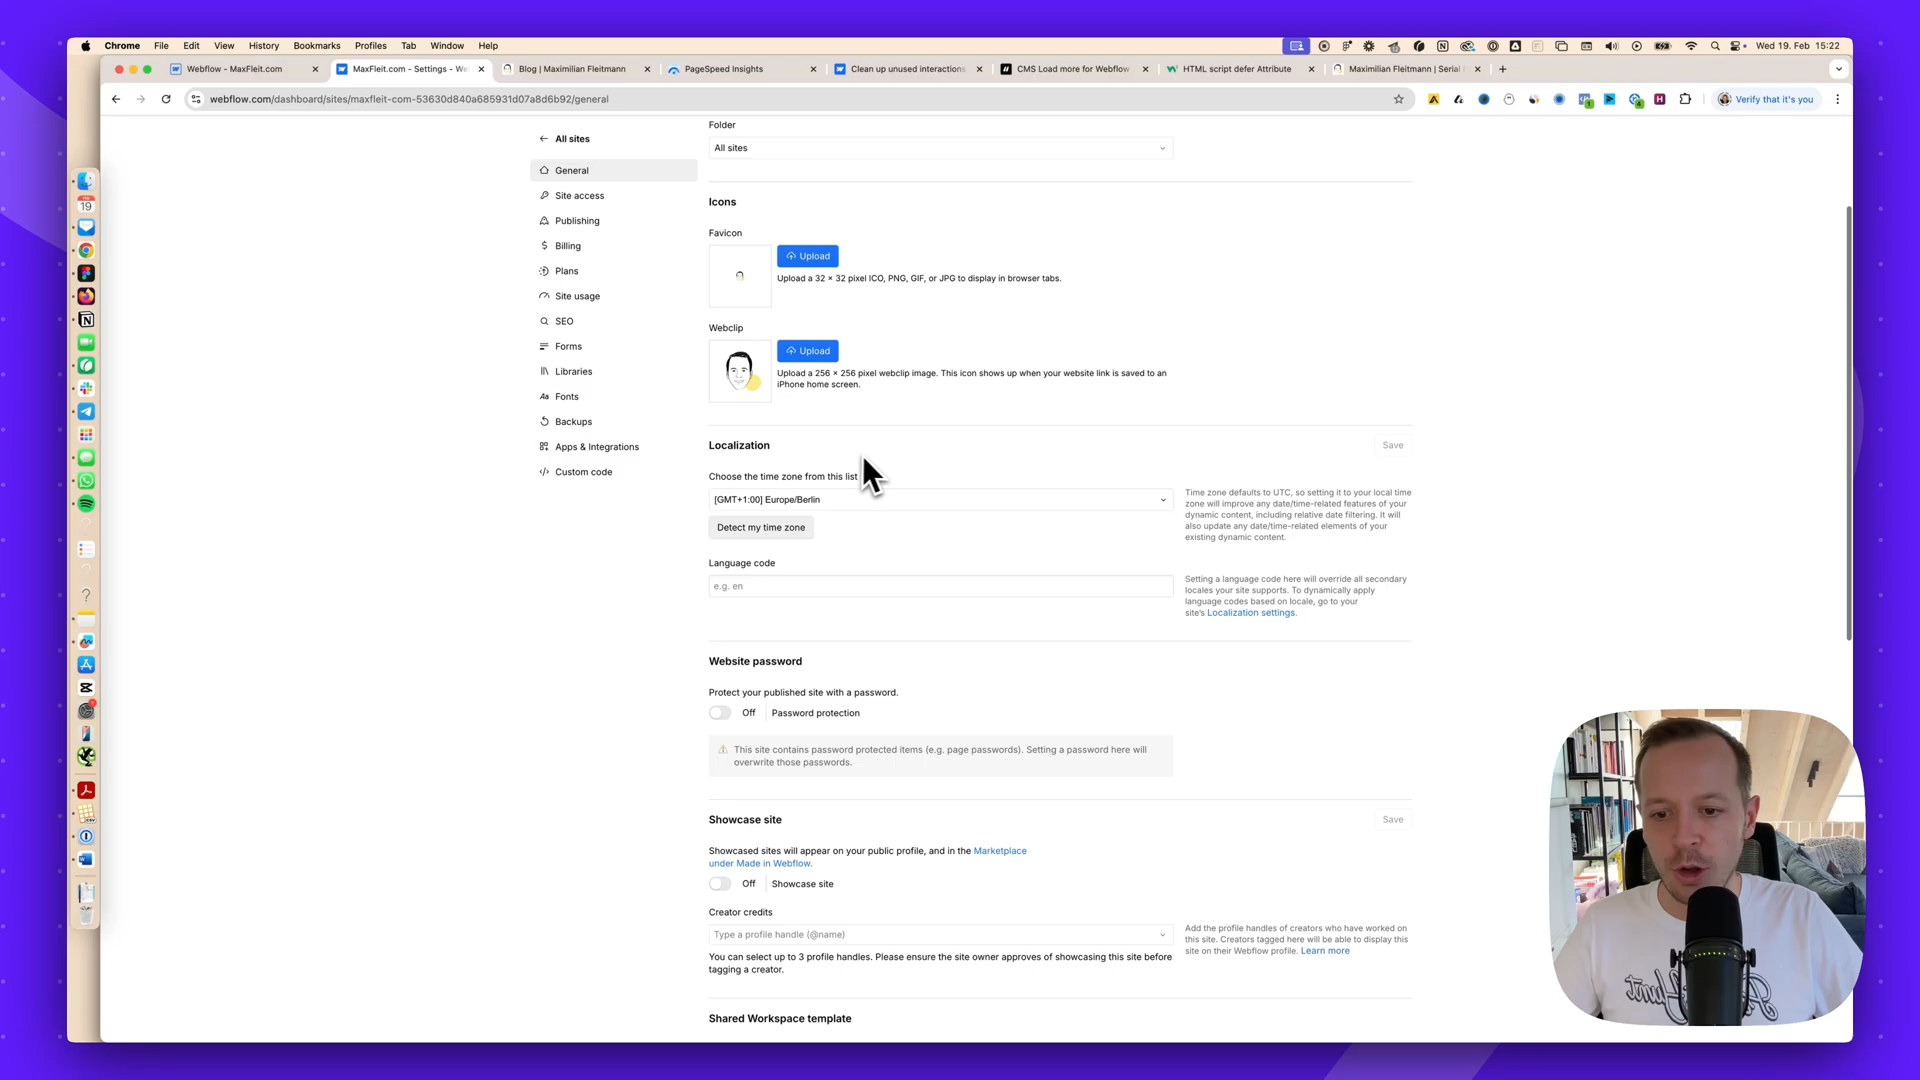 Chrome File Edit View History Bookmarks Profiles Tab Window Help
Wed 19. Feb 15:22
Webflow - MaxFleit.com
MaxFleit.com - Settings - We
Blog | Maximilian Fleitmann
PageSpeed Insights
Clean up unused interactions
CMS Load more for Webflow
HTML script defer Attribute
Maximilian Fleitmann | Serial
webflow.com/dashboard/sites/maxfleit-com-53630d840a685931d07a8d6b92/general
Verify that it's you
All sites
General
Site access
Publishing
Billing
Plans
Site usage
SEO
Forms
Libraries
Fonts
Backups
Apps & Integrations
Custom code
Folder
All sites
Icons
Favicon
Upload
Upload a 32 × 32 pixel ICO, PNG, GIF, or JPG to display in browser tabs.
Webclip
Upload
Upload a 256 × 256 pixel webclip image. This icon shows up when your website link is saved to an
iPhone home screen.
Localization
Save
Choose the time zone from this list
[GMT+1:00] Europe/Berlin
Detect my time zone
Time zone defaults to UTC, so setting it to your local time
zone will improve any date/time-related features of your
dynamic content, including relative date filtering. It will
also update any date/time-related elements of your
existing dynamic content.
Language code
e.g. en
Setting a language code here will override all secondary
locales your site supports. To dynamically apply
language codes based on locale, go to your
site's Localization settings.
Website password
Protect your published site with a password.
Off Password protection
This site contains password protected items (e.g. page passwords). Setting a password here will
overwrite those passwords.
Showcase site
Save
Showcased sites will appear on your public profile, and in the Marketplace
under Made in Webflow.
Off Showcase site
Creator credits
Type a profile handle (@name)
Add the profile handles of creators who have worked on
this site. Creators tagged here will be able to display this
site on their Webflow profile. Learn more
You can select up to 3 profile handles. Please ensure the site owner approves of showcasing this site before
tagging a creator.
Shared Workspace template